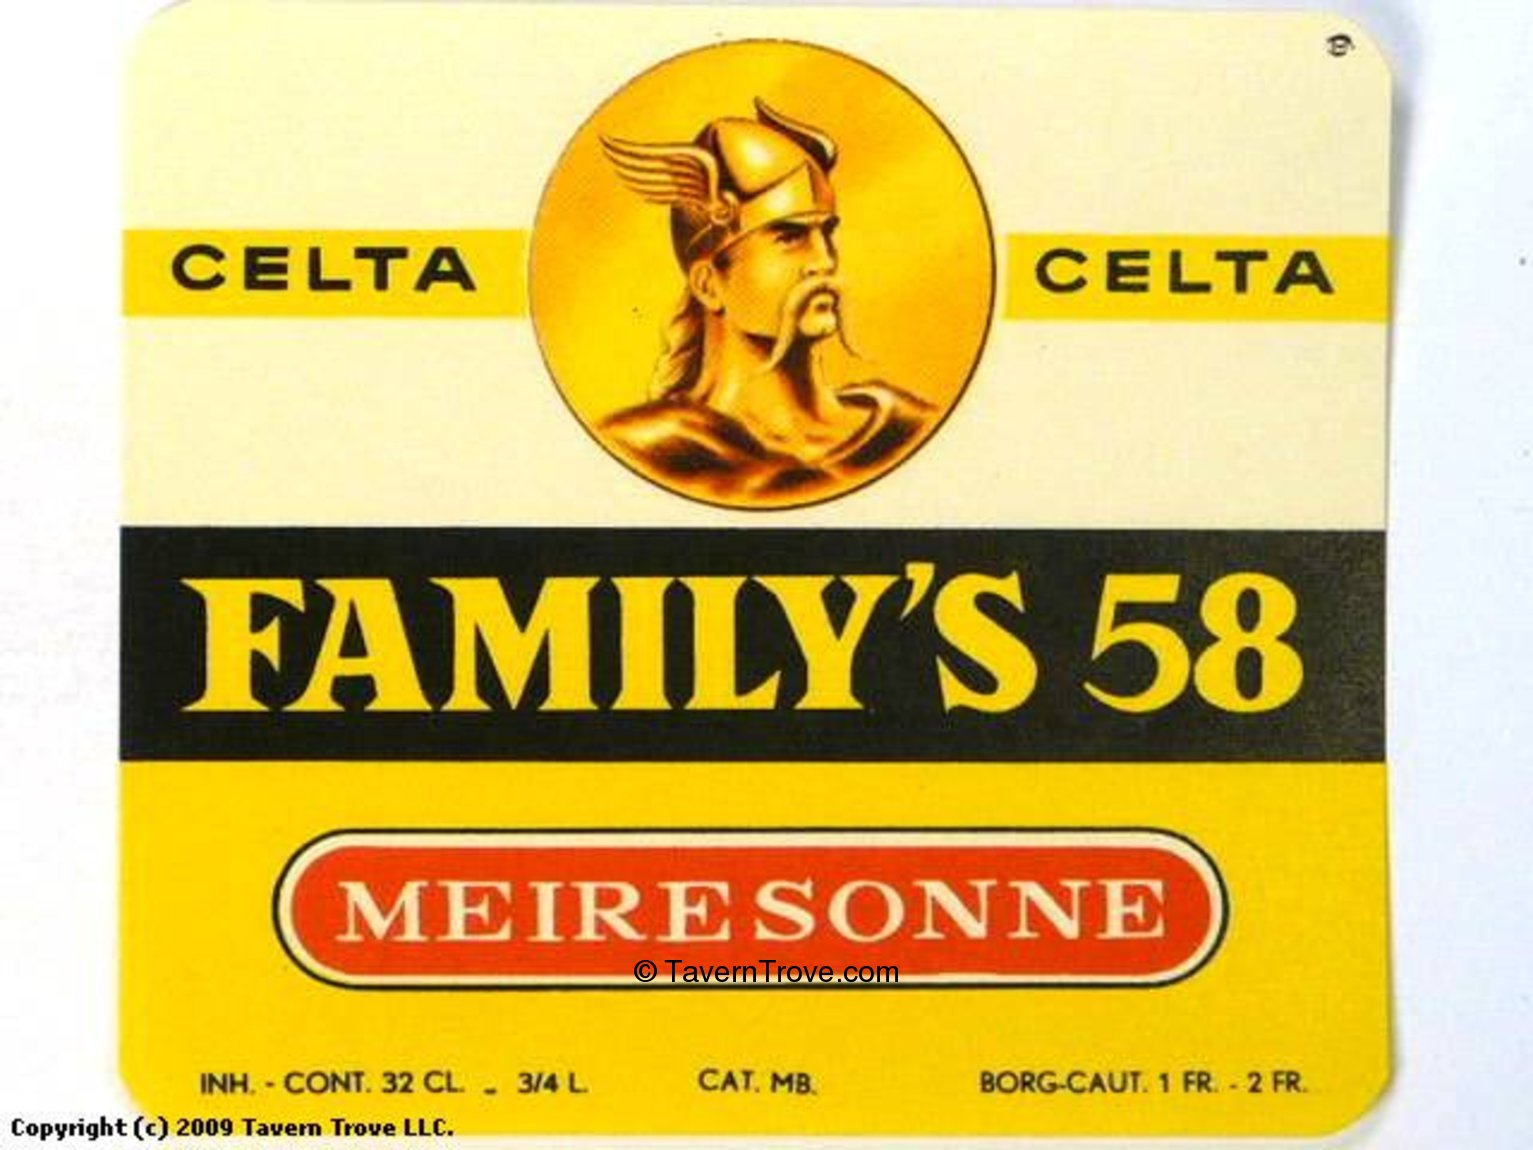 CELTA CELTA
FAMILY'S 58
MEIRESONNE
© TavernTrove.com
INH. - CONT. 32 CL. - 3/4 L. CAT. MB. BORG-CAUT. 1 FR. - 2 FR.
Copyright (c) 2009 Tavern Trove LLC.